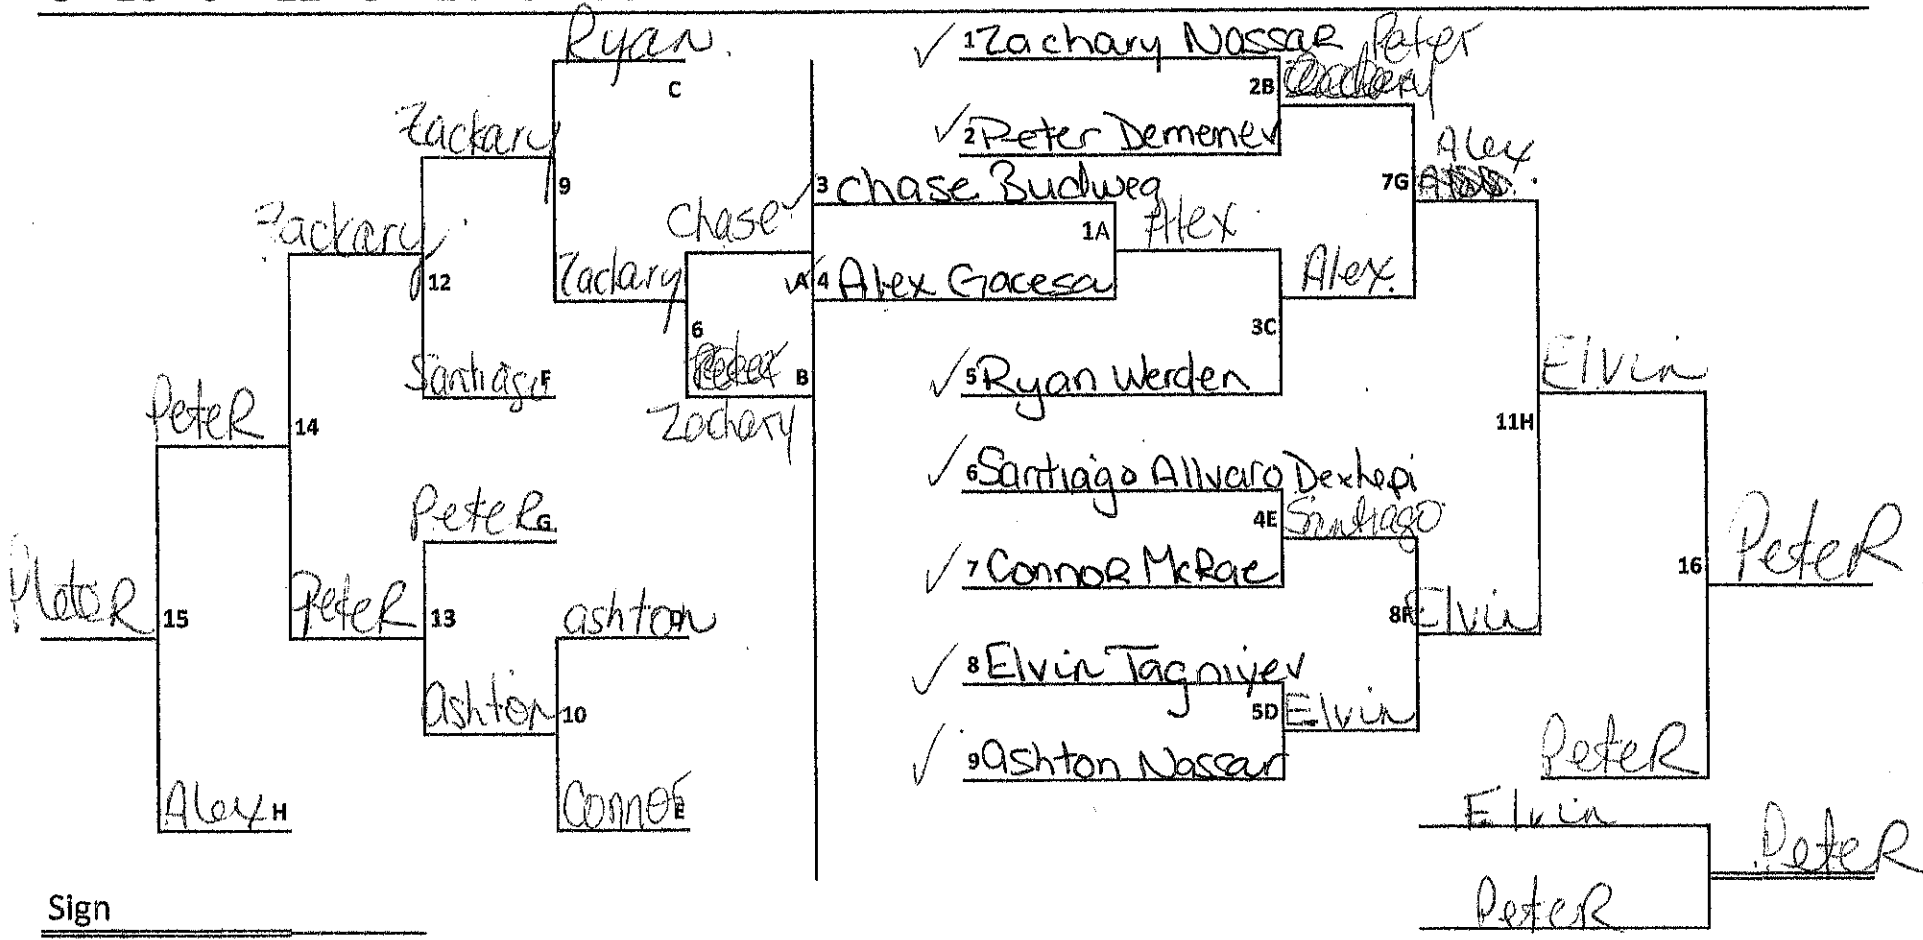 Ryan.
C
Zackary
9
Zackary
12
Zackary
Santiago F
6
Chase
A
B
Zachary
PeteR
14
PeteR G
PeteR
13
ashton D
Ashton
10
Connor E
15
Alex H
Sign
1 Zachary Nassar
2B
Peter
2 Peter Demenev
7G
Alex
3 Chase Budweg
1A
Alex
4 Alex Gacesa
Alex.
3C
5 Ryan Werden
11H
Elvin
6 Santiago Allvaro Dexhepi
4E
Santiago
7 Connor McRae
16
PeteR
8F
Elvin
8 Elvin Tagniyev
5D
Elvin
9 Ashton Nassar
PeteR
Elvin
PeteR
PeteR